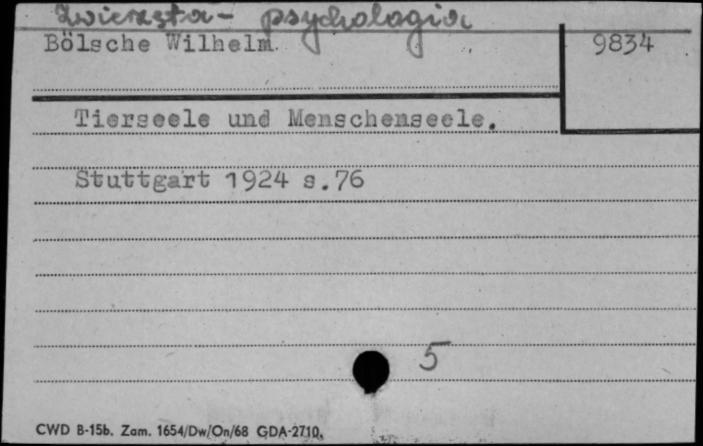 Zwierzęta - psychologia
Bölsche Wilhelm.
9834
Tierseele und Menschenseele.
Stuttgart 1924 s.76
5
CWD B-15b. Zam. 1654/Dw/On/68 GDA-2710.